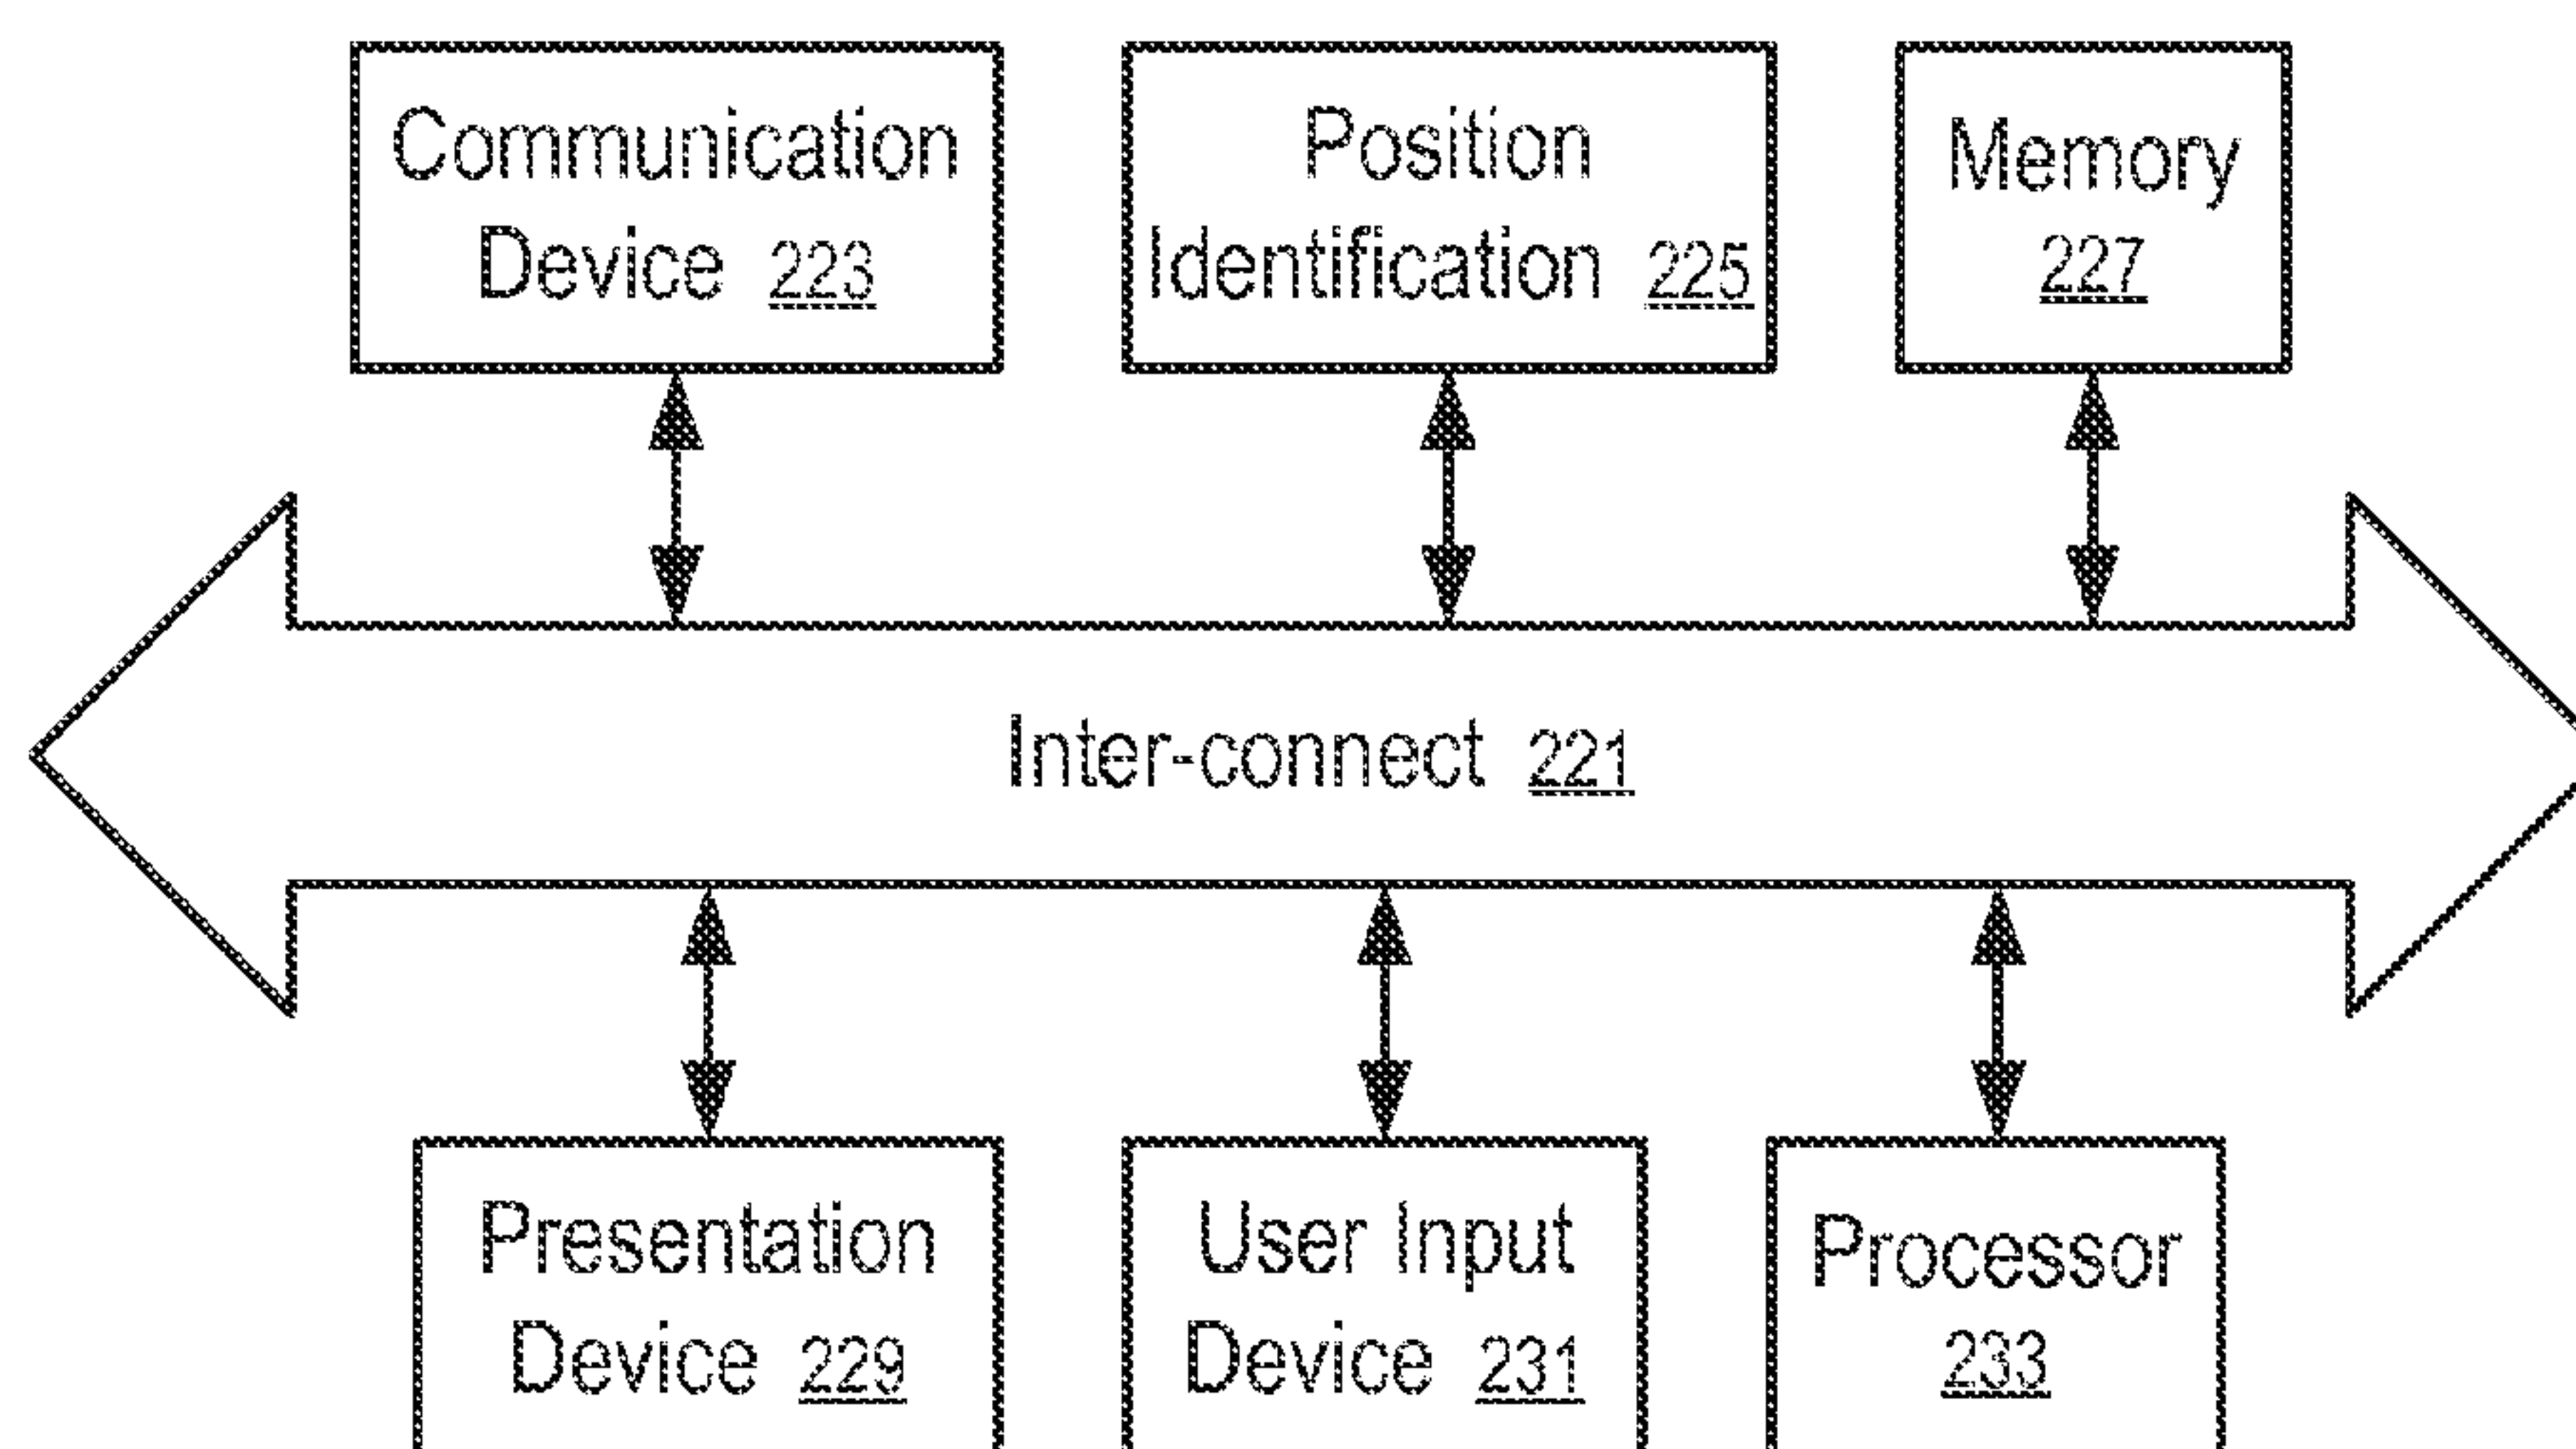 Communication
Device 223
Position
Identification 225
Memory
227
Inter-connect 221
Presentation
Device 229
User Input
Device 231
Processor
233